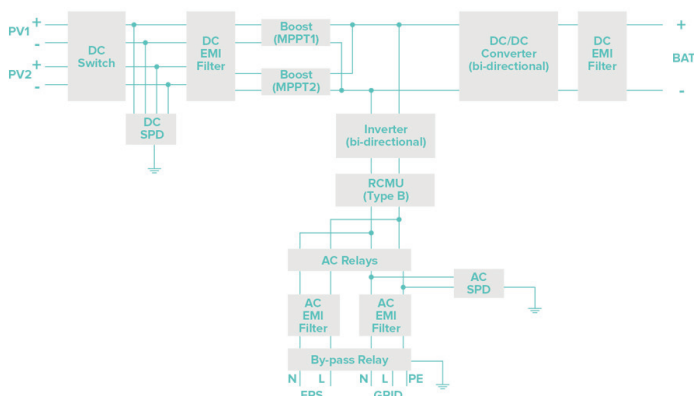 PV1
+
-
PV2
+
-
DC
Switch
DC
EMI
Filter
Boost
(MPPT1)
Boost
(MPPT2)
DC/DC
Converter
(bi-directional)
DC
EMI
Filter
+
BAT
-
DC
SPD
Inverter
(bi-directional)
RCMU
(Type B)
AC Relays
AC
SPD
AC
EMI
Filter
AC
EMI
Filter
By-pass Relay
N L N L PE
EPS GRID